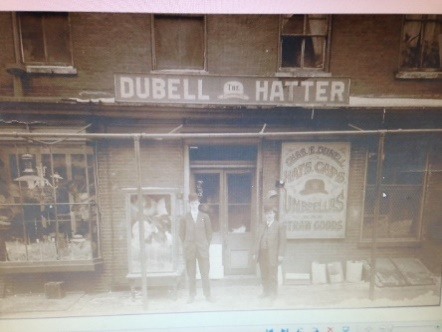 DUBELL THE HATTER
CHAS. E. DUBELL
HATS CAPS
UMBRELLAS
STRAW GOODS